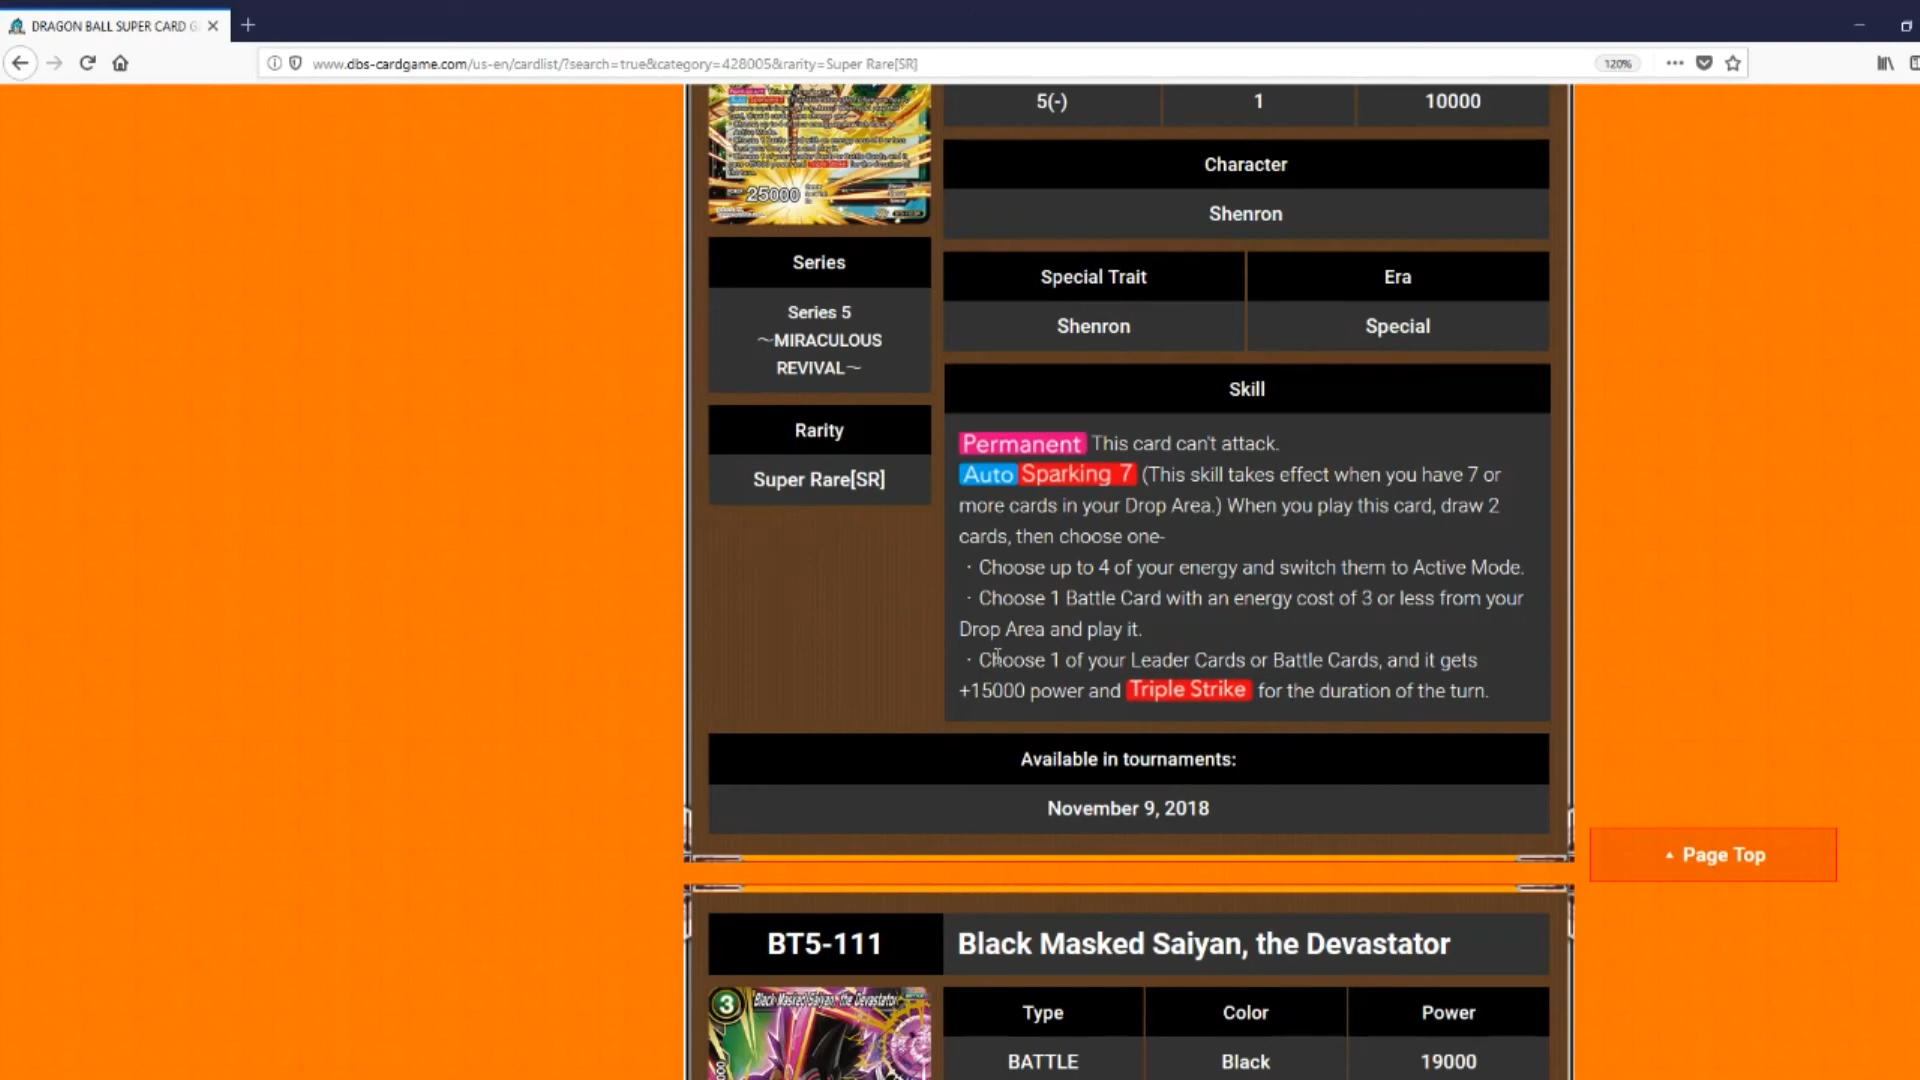 DRAGON BALL SUPER CARD G
www.dbs-cardgame.com/us-en/cardlist/?search=true&category=428005&rarity=Super Rare[SR]
120%
5(-)
1
10000
25000
Character
Shenron
Series
Special Trait
Era
Series 5
～MIRACULOUS
REVIVAL～
Shenron
Special
Skill
Rarity
Super Rare[SR]
Permanent This card can't attack.
Auto Sparking 7 (This skill takes effect when you have 7 or
more cards in your Drop Area.) When you play this card, draw 2
cards, then choose one-
・Choose up to 4 of your energy and switch them to Active Mode.
・Choose 1 Battle Card with an energy cost of 3 or less from your
Drop Area and play it.
・Choose 1 of your Leader Cards or Battle Cards, and it gets
+15000 power and Triple Strike for the duration of the turn.
Available in tournaments:
November 9, 2018
Page Top
BT5-111
Black Masked Saiyan, the Devastator
3
Black Masked Saiyan, the Devastator
Type
Color
Power
BATTLE
Black
19000